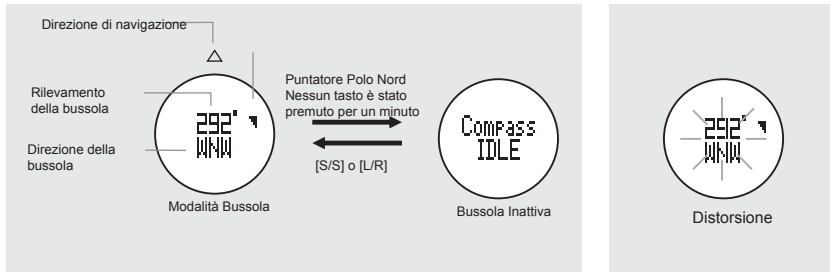 Direzione di navigazione
Rilevamento
della bussola
Direzione della
bussola
292°
WNW
Modalità Bussola
Puntatore Polo Nord
Nessun tasto è stato
premuto per un minuto
[S/S] o [L/R]
Compass
IDLE
Bussola Inattiva
292°
WNW
Distorsione